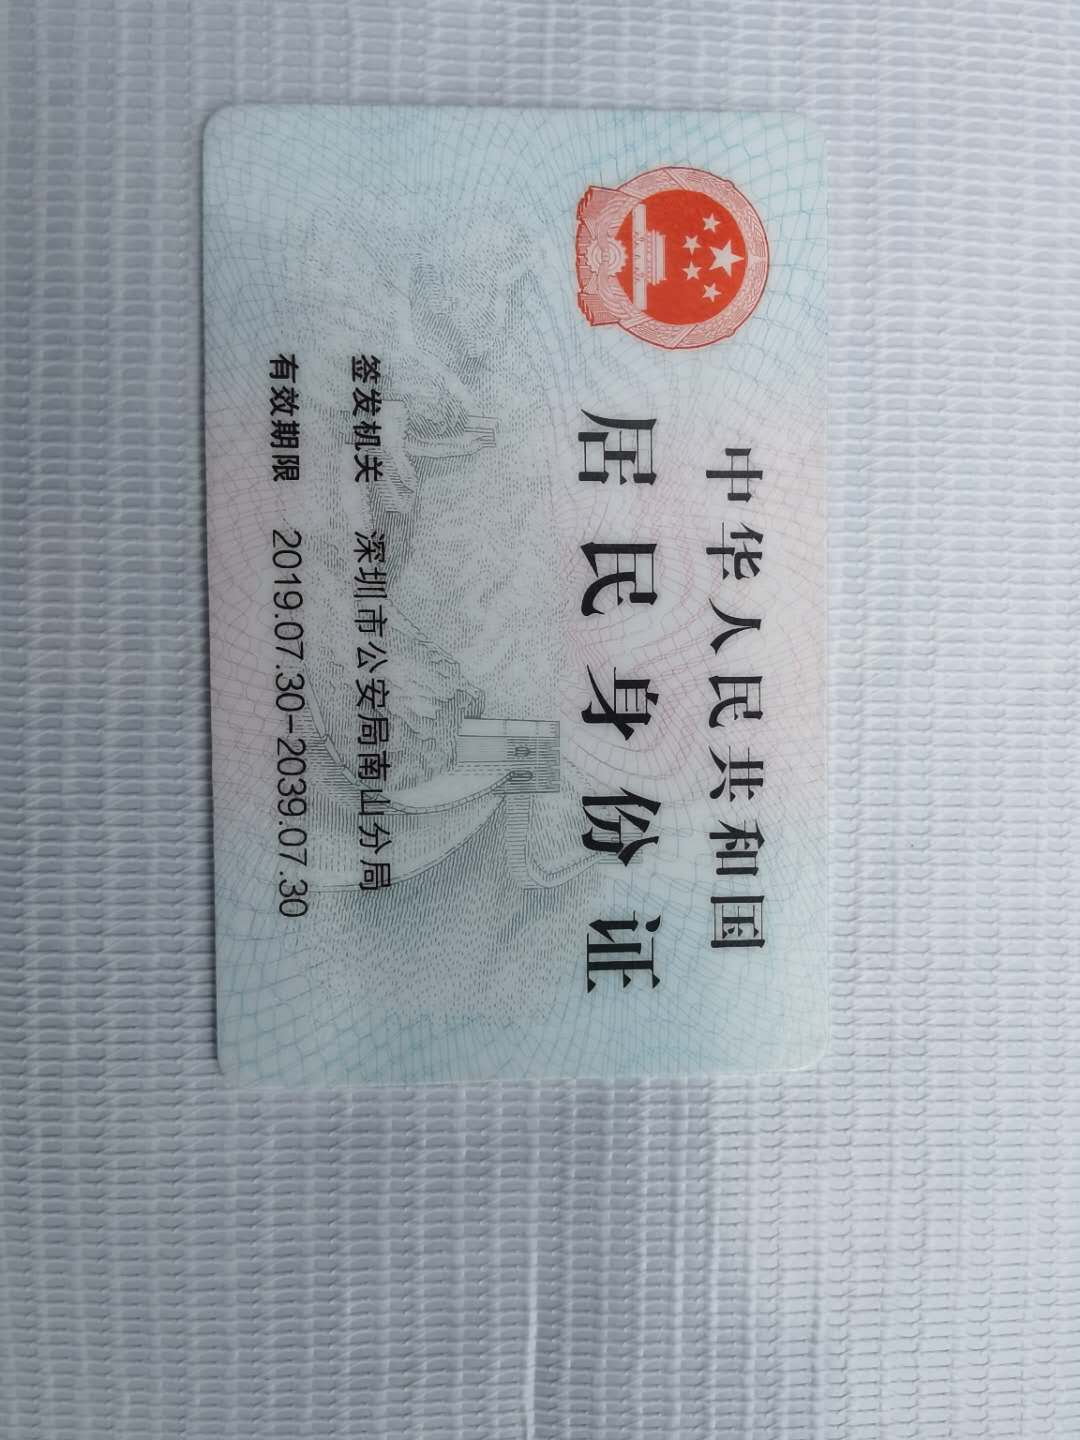 中华人民共和国
居民身份证
签发机关 深圳市公安局南山分局
有效期限 2019.07.30-2039.07.30